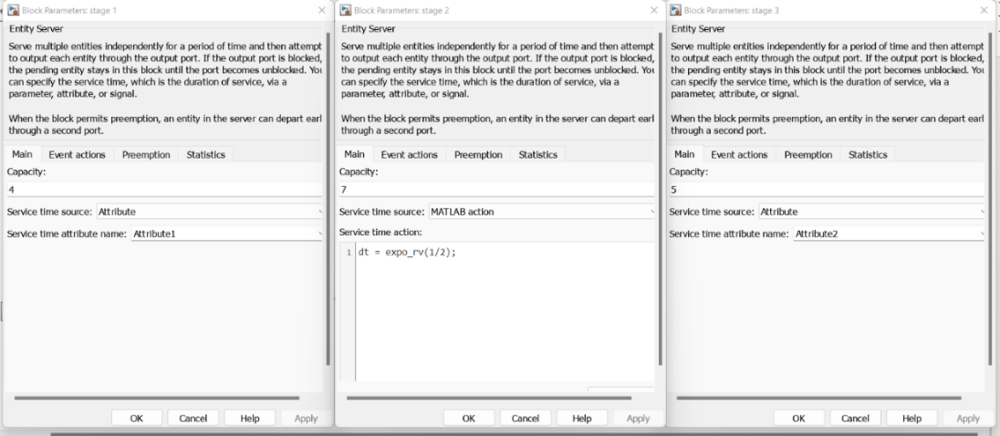 Block Parameters: stage 1
Entity Server
Serve multiple entities independently for a period of time and then attempt
to output each entity through the output port. If the output port is blocked,
the pending entity stays in this block until the port becomes unblocked. You
can specify the service time, which is the duration of service, via a
parameter, attribute, or signal.
When the block permits preemption, an entity in the server can depart earl
through a second port.
Main Event actions Preemption Statistics
Capacity:
4
Service time source: Attribute
Service time attribute name: Attribute1
OK Cancel Help Apply
Block Parameters: stage 2
Entity Server
Serve multiple entities independently for a period of time and then attempt
to output each entity through the output port. If the output port is blocked,
the pending entity stays in this block until the port becomes unblocked. You
can specify the service time, which is the duration of service, via a
parameter, attribute, or signal.
When the block permits preemption, an entity in the server can depart earl
through a second port.
Main Event actions Preemption Statistics
Capacity:
7
Service time source: MATLAB action
Service time action:
1 dt = expo_rv(1/2);
OK Cancel Help Apply
Block Parameters: stage 3
Entity Server
Serve multiple entities independently for a period of time and then attempt
to output each entity through the output port. If the output port is blocked,
the pending entity stays in this block until the port becomes unblocked. You
can specify the service time, which is the duration of service, via a
parameter, attribute, or signal.
When the block permits preemption, an entity in the server can depart earl
through a second port.
Main Event actions Preemption Statistics
Capacity:
5
Service time source: Attribute
Service time attribute name: Attribute2
OK Cancel Help Apply